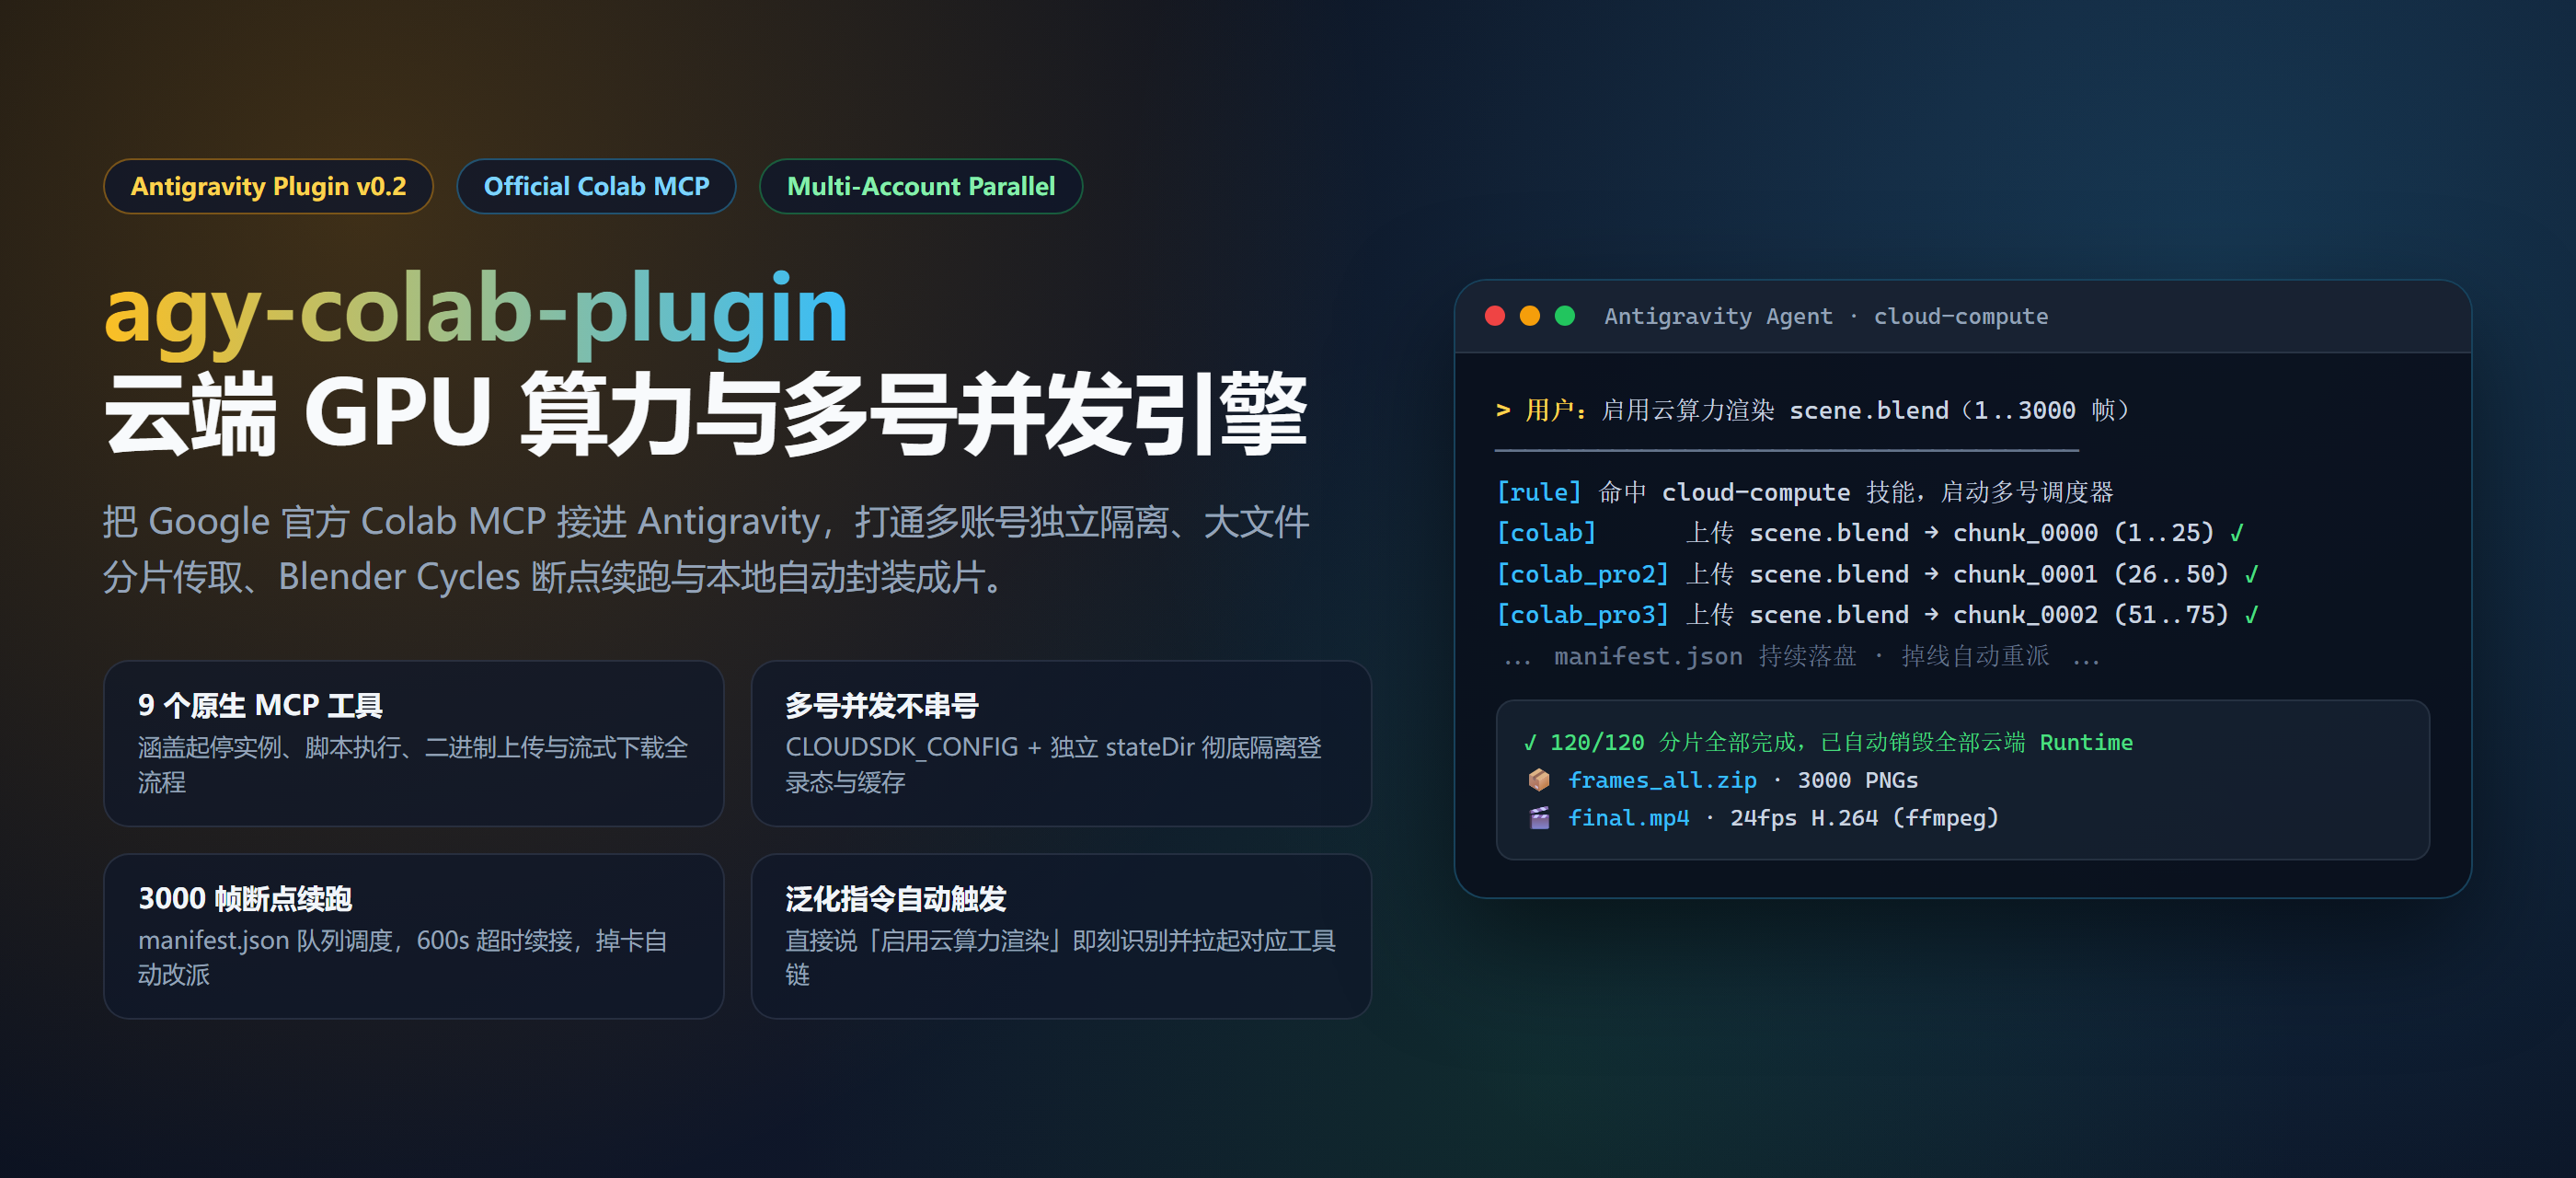 Antigravity Plugin v0.2
Official Colab MCP
Multi-Account Parallel
agy-colab-plugin
云端 GPU 算力与多号并发引擎
把 Google 官方 Colab MCP 接进 Antigravity，打通多账号独立隔离、大文件
分片传取、Blender Cycles 断点续跑与本地自动封装成片。
9 个原生 MCP 工具
涵盖起停实例、脚本执行、二进制上传与流式下载全
流程
多号并发不串号
CLOUDSDK_CONFIG + 独立 stateDir 彻底隔离登
录态与缓存
3000 帧断点续跑
manifest.json 队列调度，600s 超时续接，掉卡自
动改派
泛化指令自动触发
直接说「启用云算力渲染」即刻识别并拉起对应工具
链
Antigravity Agent · cloud-compute
> 用户：启用云算力渲染 scene.blend（1..3000 帧）
[rule] 命中 cloud-compute 技能，启动多号调度器
[colab] 上传 scene.blend → chunk_0000 (1..25) ✓
[colab_pro2] 上传 scene.blend → chunk_0001 (26..50) ✓
[colab_pro3] 上传 scene.blend → chunk_0002 (51..75) ✓
... manifest.json 持续落盘 · 掉线自动重派 ...
✓ 120/120 分片全部完成，已自动销毁全部云端 Runtime
📦 frames_all.zip · 3000 PNGs
🎬 final.mp4 · 24fps H.264 (ffmpeg)